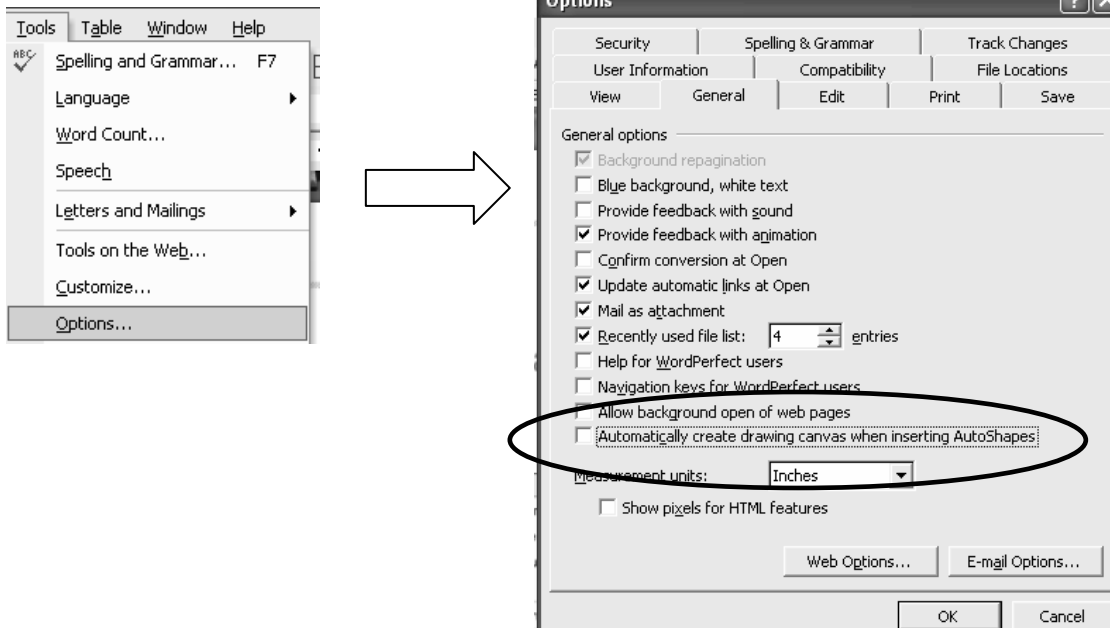 Tools Table Window Help
ABC
Spelling and Grammar... F7
Language
Word Count...
Speech
Letters and Mailings
Tools on the Web...
Customize...
Options...
Options
Security Spelling & Grammar Track Changes
User Information Compatibility File Locations
View General Edit Print Save
General options
Background repagination
Blue background, white text
Provide feedback with sound
Provide feedback with animation
Confirm conversion at Open
Update automatic links at Open
Mail as attachment
Recently used file list: 4 entries
Help for WordPerfect users
Navigation keys for WordPerfect users
Allow background open of web pages
Automatically create drawing canvas when inserting AutoShapes
Measurement units: Inches
Show pixels for HTML features
Web Options... E-mail Options...
OK Cancel